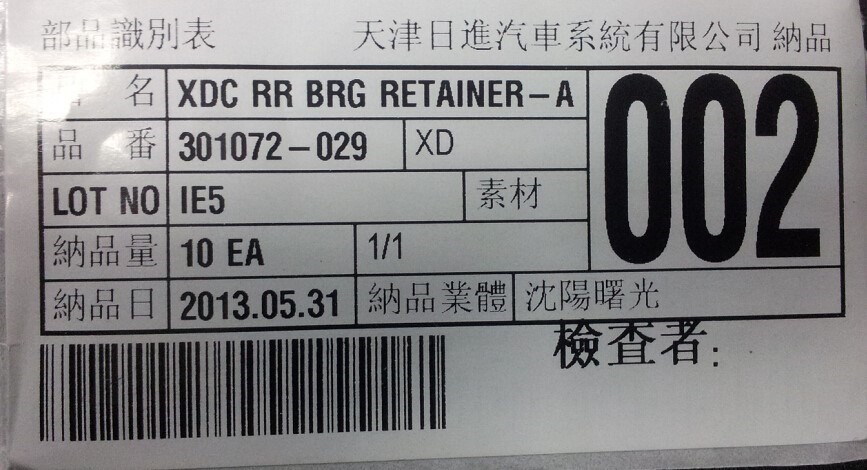 部品識別表 天津日進汽車系統有限公司 納品
品 名 XDC RR BRG RETAINER-A 002
品 番 301072-029 XD
LOT NO IE5 素材
納品量 10 EA 1/1
納品日 2013.05.31 納品業體 沈陽曙光
檢查者: